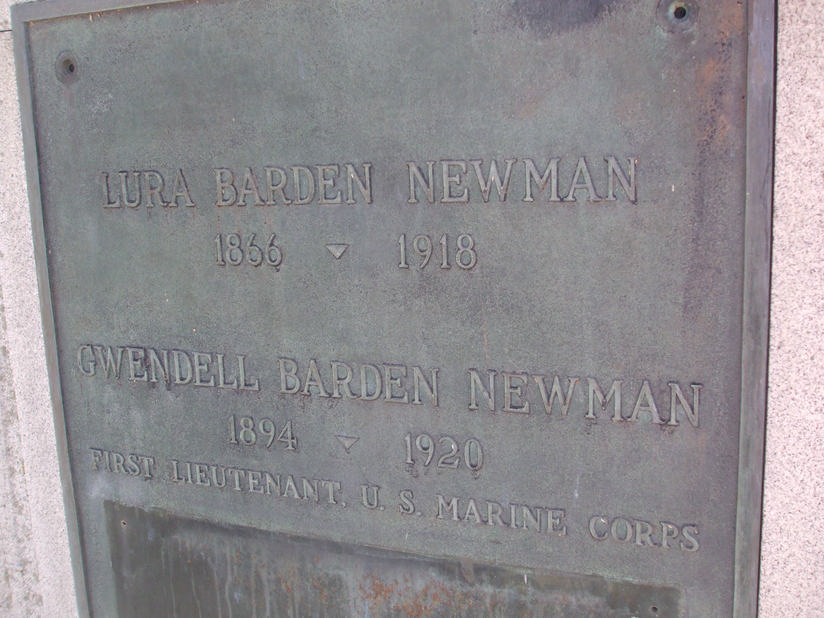 LURA BARDEN NEWMAN
1866 1918
GWENDELL BARDEN NEWMAN
1894 1920
FIRST LIEUTENANT, U. S. MARINE CORPS